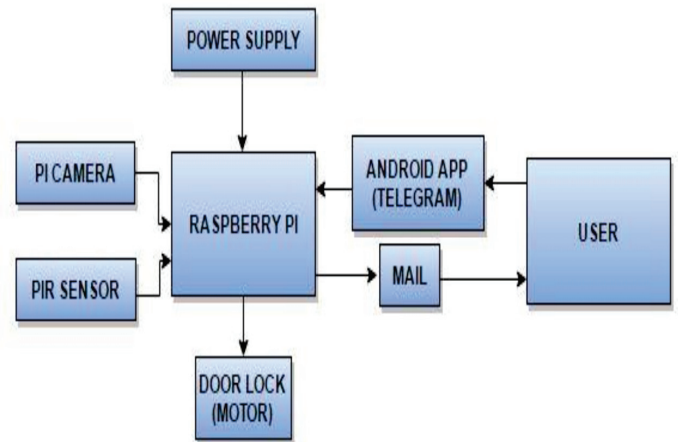 POWER SUPPLY
PI CAMERA
RASPBERRY PI
ANDROID APP
(TELEGRAM)
USER
PIR SENSOR
MAIL
DOOR LOCK
(MOTOR)